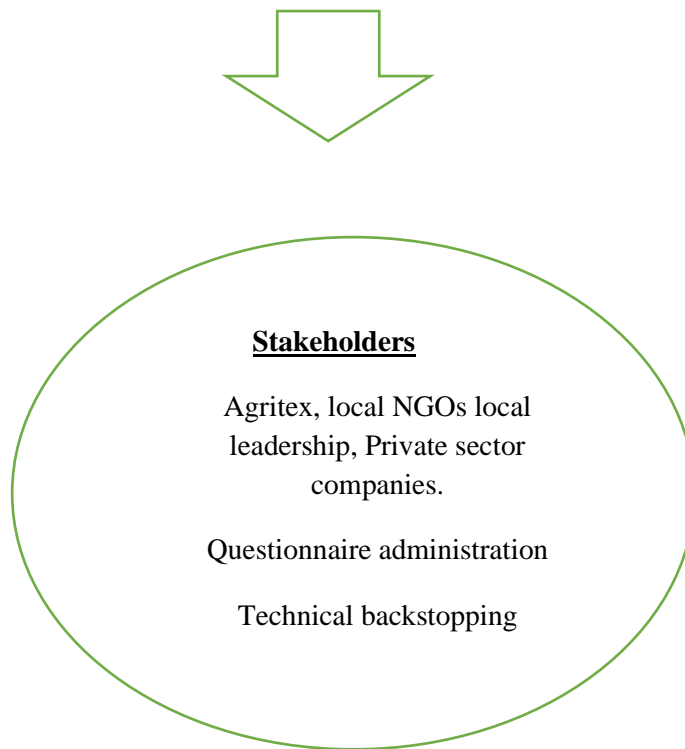 Stakeholders
Agritex, local NGOs local
leadership, Private sector
companies.
Questionnaire administration
Technical backstopping